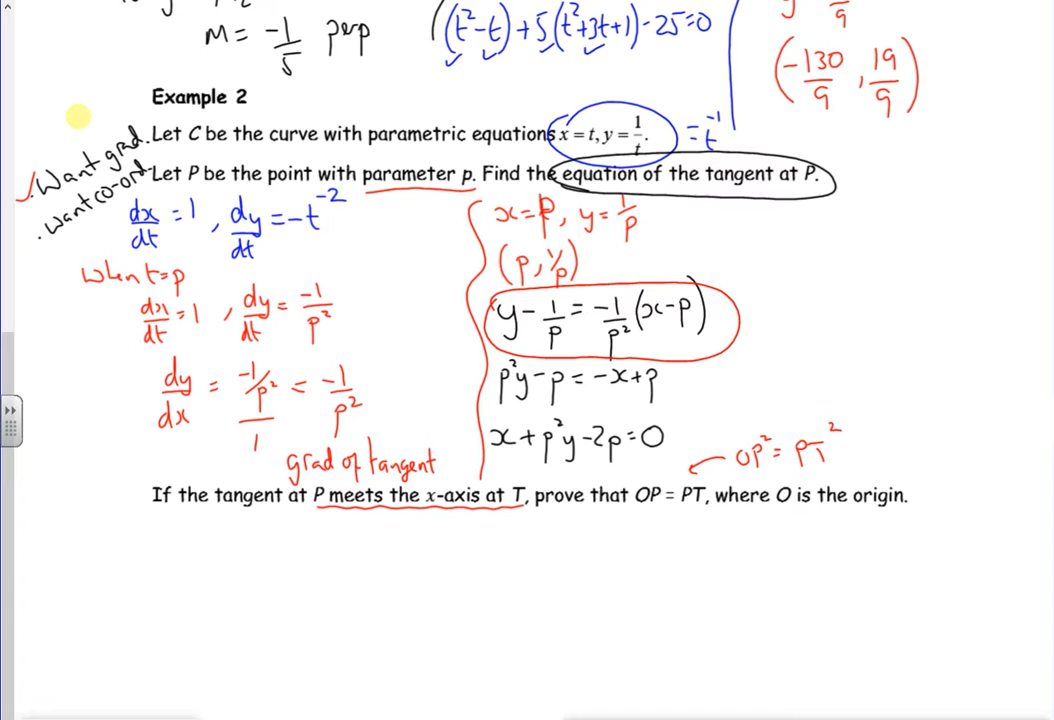 M = -1/5 perp
(t²-t)+5(t²+3t+1)-25=0
9
(-130/9, 19/9)
Example 2
Let C be the curve with parametric equations x = t, y = 1/t. = t⁻¹
Let P be the point with parameter p. Find the equation of the tangent at P.
.Want grad.
.want co-ord.
dx/dt = 1, dy/dt = -t⁻²
when t=p
dx/dt = 1, dy/dt = -1/p²
dy/dx = -1/p²/1 = -1/p²
grad of tangent
x=p, y=1/p
(p, 1/p)
y - 1/p = -1/p² (x-p)
p²y-p = -x+p
x+p²y-2p=0
OP² = PT²
If the tangent at P meets the x-axis at T, prove that OP = PT, where O is the origin.